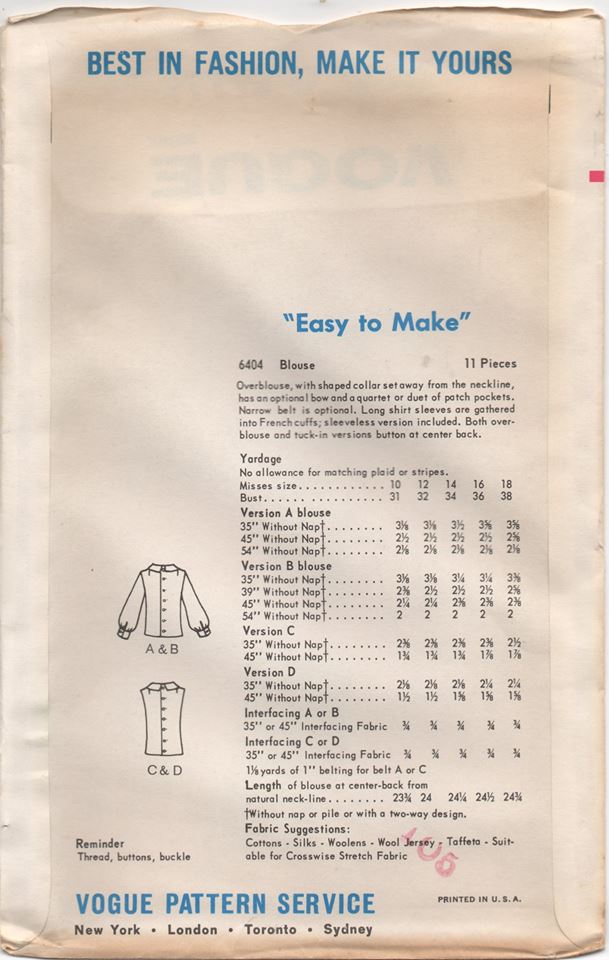 BEST IN FASHION, MAKE IT YOURS
VOGUE
"Easy to Make"
6404 Blouse 11 Pieces
Overblouse, with shaped collar set away from the neckline,
has an optional bow and a quartet or duet of patch pockets.
Narrow belt is optional. Long shirt sleeves are gathered
into French cuffs; sleeveless version included. Both over-
blouse and tuck-in versions button at center back.
Yardage
No allowance for matching plaid or stripes.
Misses size............ 10 12 14 16 18
Bust................ 31 32 34 36 38
Version A blouse
35" Without Nap†........ 3⅛ 3⅛ 3½ 3⅝ 3⅝
45" Without Nap†........ 2½ 2½ 2½ 2½ 2⅝
54" Without Nap†........ 2⅛ 2⅛ 2⅛ 2⅛ 2⅛
Version B blouse
35" Without Nap†........ 3⅛ 3⅛ 3¼ 3¼ 3⅜
39" Without Nap†........ 2⅜ 2½ 2½ 2½ 2⅝
45" Without Nap†........ 2¼ 2¼ 2⅜ 2⅜ 2⅜
54" Without Nap†........ 2 2 2 2 2
Version C
35" Without Nap†........ 2⅜ 2⅜ 2⅜ 2⅜ 2½
45" Without Nap†........ 1¾ 1¾ 1¾ 1⅞ 1⅞
Version D
35" Without Nap†........ 2⅛ 2⅛ 2⅛ 2¼ 2¼
45" Without Nap†........ 1½ 1½ 1⅝ 1⅝ 1⅝
Interfacing A or B
35" or 45" Interfacing Fabric ¾ ¾ ¾ ¾ ¾
Interfacing C or D
35" or 45" Interfacing Fabric ¾ ¾ ¾ ¾ ¾
1⅛ yards of 1" belting for belt A or C
Length of blouse at center-back from
natural neck-line........ 23¾ 24 24¼ 24½ 24¾
†Without nap or pile or with a two-way design.
Fabric Suggestions:
Cottons - Silks - Woolens - Wool Jersey - Taffeta - Suit-
able for Crosswise Stretch Fabric
A & B
C & D
Reminder
Thread, buttons, buckle
VOGUE PATTERN SERVICE
New York • London • Toronto • Sydney
PRINTED IN U.S.A.